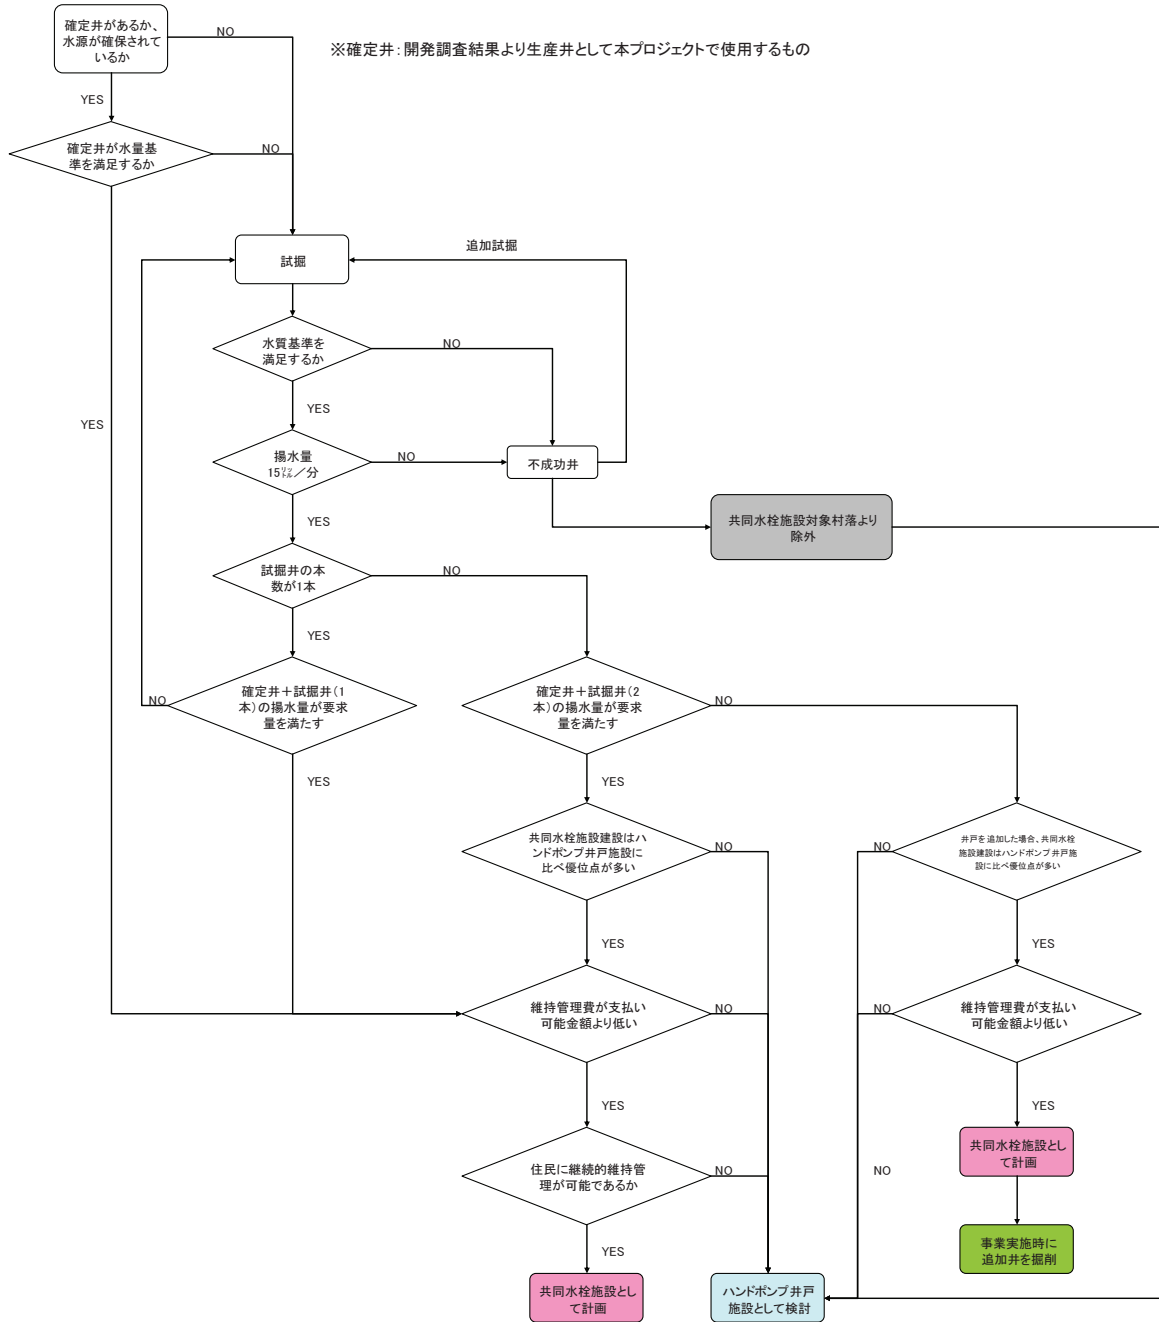 確定井があるか、
水源が確保されて
いるか
NO
※確定井：開発調査結果より生産井として本プロジェクトで使用するもの
YES
確定井が水量基
準を満足するか
NO
試掘
追加試掘
水質基準を
満足するか
NO
YES
YES
揚水量
15㍑／分
NO
不成功井
YES
共同水栓施設対象村落より
除外
試掘井の本
数が1本
NO
YES
確定井＋試掘井(1
本)の揚水量が要求
量を満たす
NO
YES
確定井＋試掘井(2
本)の揚水量が要求
量を満たす
NO
YES
共同水栓施設建設はハ
ンドポンプ井戸施設に
比べ優位点が多い
NO
YES
井戸を追加した場合、共同水栓
施設建設はハンドポンプ井戸施
設に比べ優位点が多い
NO
YES
維持管理費が支払い
可能金額より低い
NO
YES
維持管理費が支払い
可能金額より低い
NO
YES
住民に継続的維持管
理が可能であるか
NO
YES
共同水栓施設とし
て計画
NO
事業実施時に
追加井を掘削
共同水栓施設とし
て計画
ハンドポンプ井戸
施設として検討